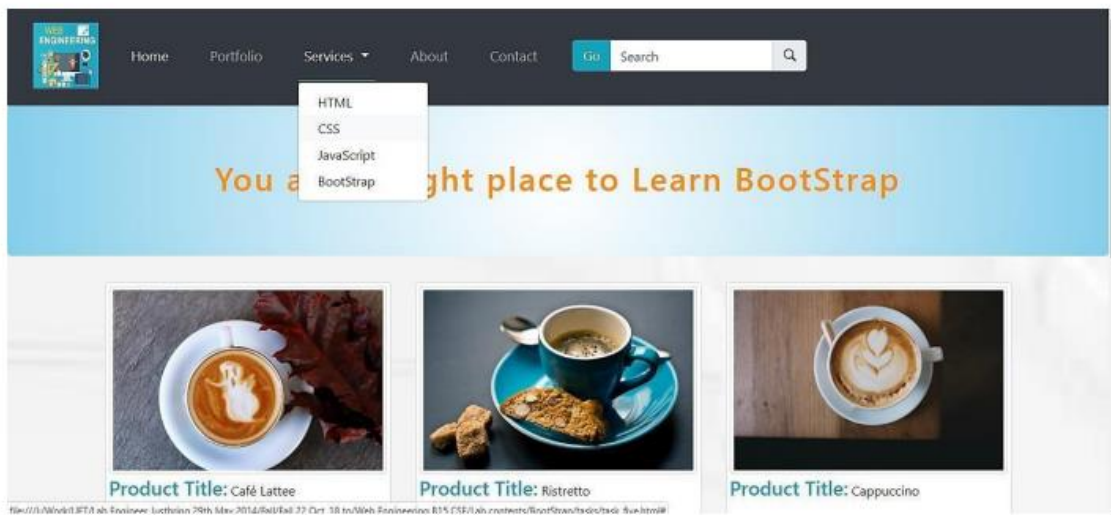 WEB
ENGINEERING
Home Portfolio Services About Contact Go Search
HTML
CSS
JavaScript
BootStrap
You a ght place to Learn BootStrap
Product Title: Café Lattee
Product Title: Ristretto
Product Title: Cappuccino